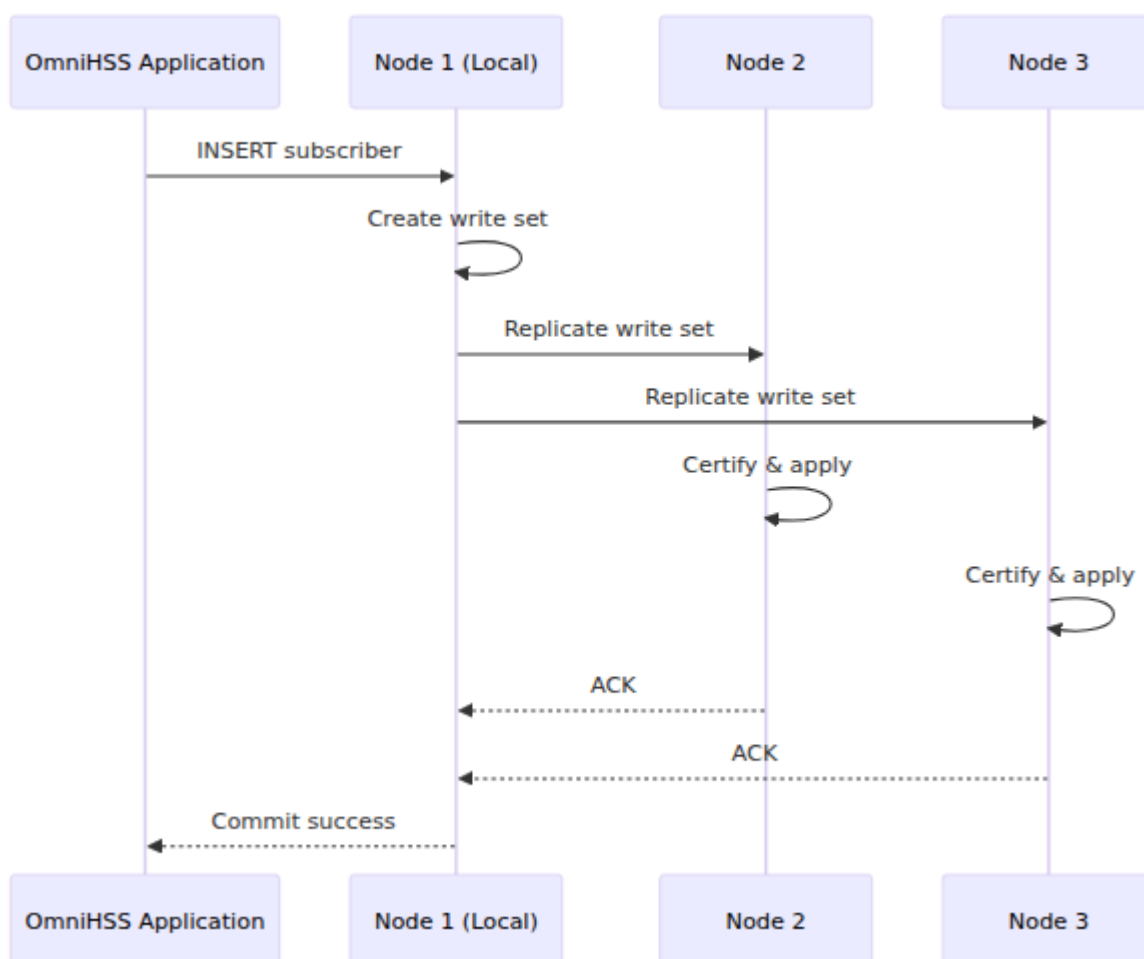 OmniHSS Application
Node 1 (Local)
Node 2
Node 3
INSERT subscriber
Create write set
Replicate write set
Replicate write set
Certify & apply
Certify & apply
ACK
ACK
Commit success
OmniHSS Application
Node 1 (Local)
Node 2
Node 3